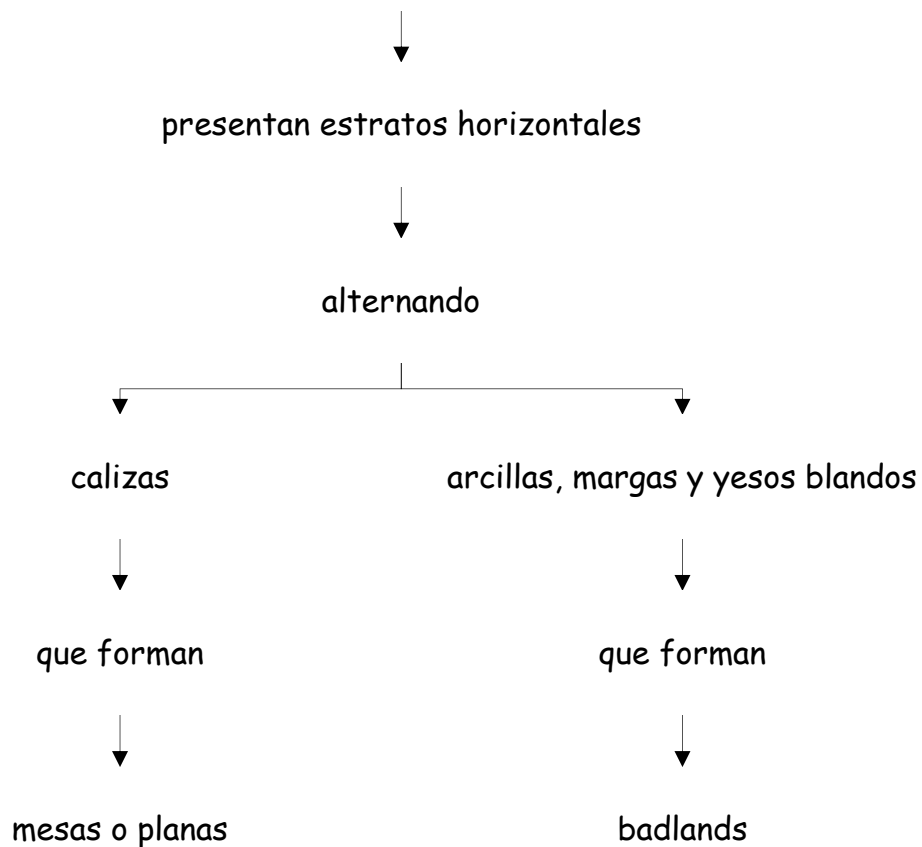 presentan estratos horizontales
alternando
calizas
arcillas, margas y yesos blandos
que forman
que forman
mesas o planas
badlands